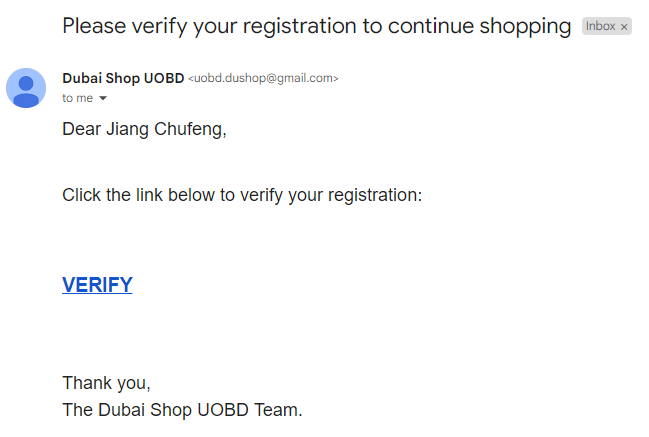 Please verify your registration to continue shopping Inbox ×
Dubai Shop UOBD <uobd.dushop@gmail.com>
to me
Dear Jiang Chufeng,
Click the link below to verify your registration:
VERIFY
Thank you,
The Dubai Shop UOBD Team.